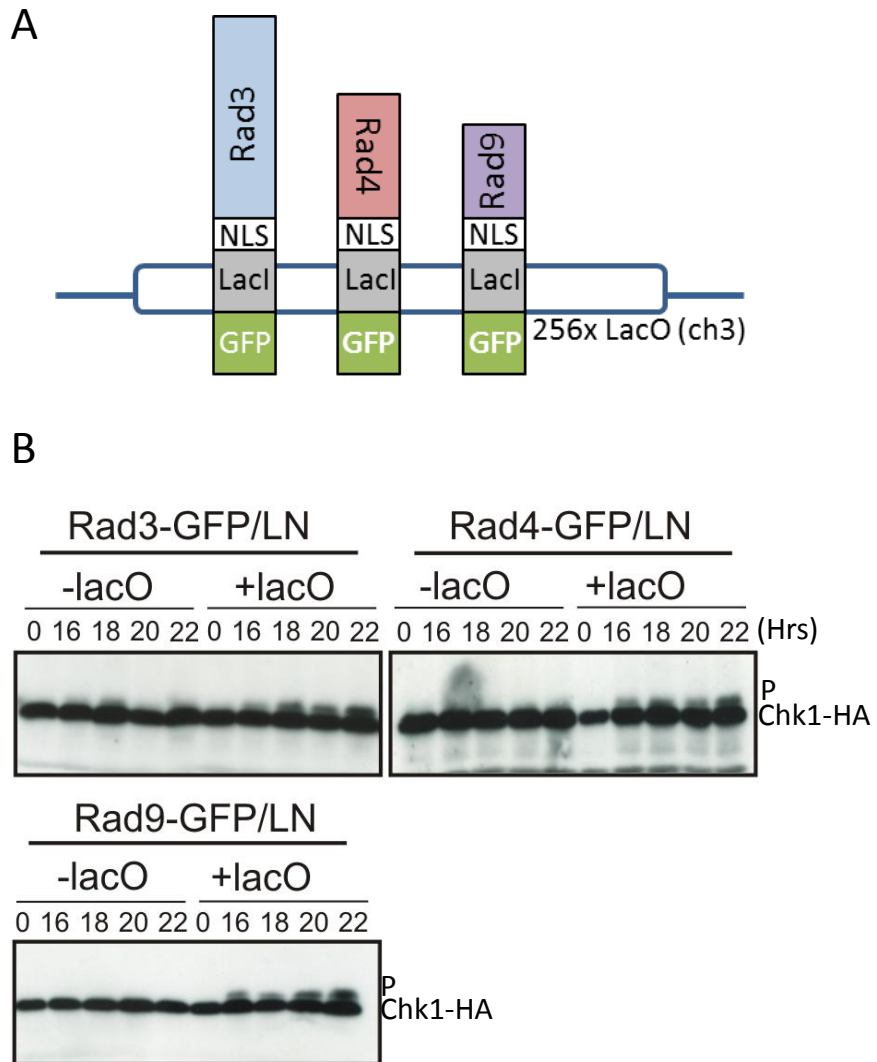 A
Rad3 Rad4 Rad9
NLS NLS NLS
LacI LacI LacI
GFP GFP GFP 256x LacO (ch3)
B
Rad3-GFP/LN Rad4-GFP/LN
-lacO +lacO -lacO +lacO
0 16 18 20 22 0 16 18 20 22 0 16 18 20 22 0 16 18 20 22 (Hrs)
P
Chk1-HA
Rad9-GFP/LN
-lacO +lacO
0 16 18 20 22 0 16 18 20 22
P
Chk1-HA